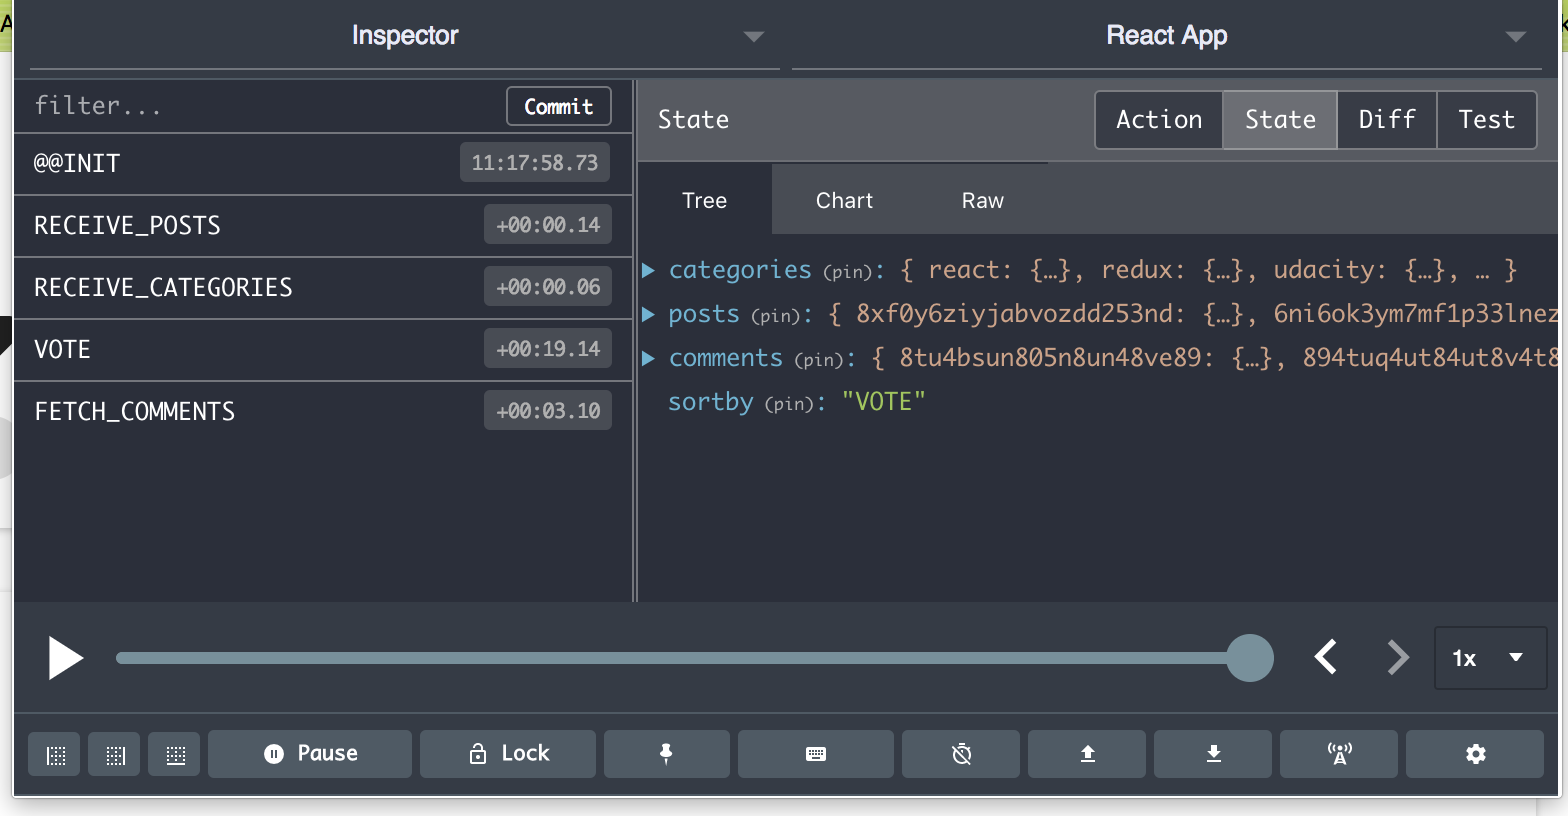 Inspector
React App
filter...
Commit
@@INIT
11:17:58.73
RECEIVE_POSTS
+00:00.14
RECEIVE_CATEGORIES
+00:00.06
VOTE
+00:19.14
FETCH_COMMENTS
+00:03.10
State
Action
State
Diff
Test
Tree
Chart
Raw
categories (pin): { react: {…}, redux: {…}, udacity: {…}, … }
posts (pin): { 8xf0y6ziyjabvozdd253nd: {…}, 6ni6ok3ym7mf1p33lnez
comments (pin): { 8tu4bsun805n8un48ve89: {…}, 894tuq4ut84ut8v4t8
sortby (pin): "VOTE"
1x
Pause
Lock